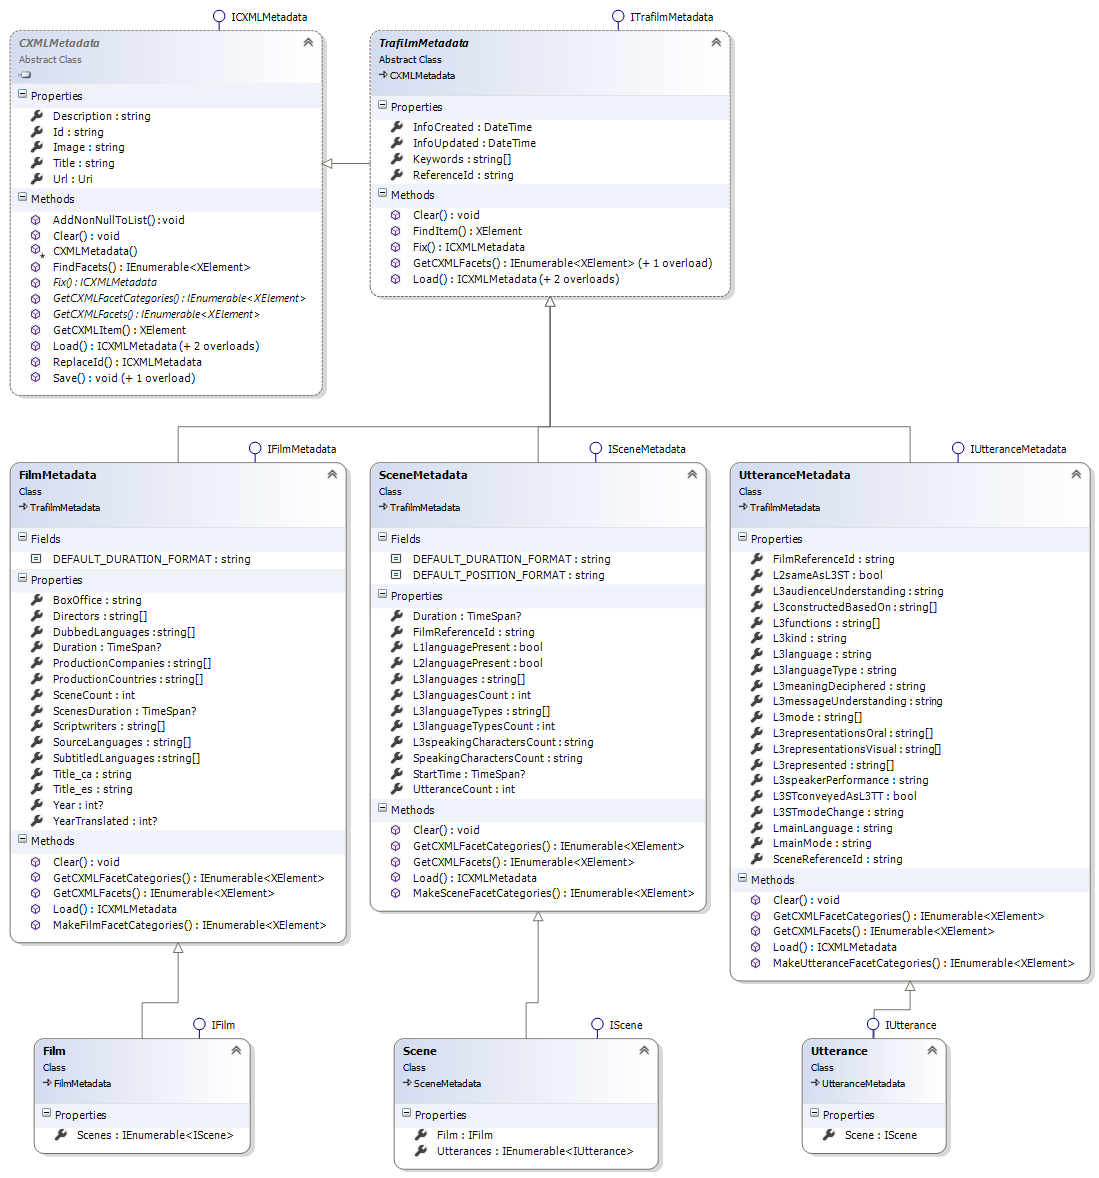 ICXMLMetadata
CXMLMetadata
Abstract Class
Properties
Description : string
Id : string
Image : string
Title : string
Url : Uri
Methods
AddNonNullToList() : void
Clear() : void
CXMLMetadata()
FindFacets() : IEnumerable<XElement>
Fix() : ICXMLMetadata
GetCXMLFacetCategories() : IEnumerable<XElement>
GetCXMLFacets() : IEnumerable<XElement>
GetCXMLItem() : XElement
Load() : ICXMLMetadata (+ 2 overloads)
ReplaceId() : ICXMLMetadata
Save() : void (+ 1 overload)
ITrafilmMetadata
TrafilmMetadata
Abstract Class
CXMLMetadata
Properties
InfoCreated : DateTime
InfoUpdated : DateTime
Keywords : string[]
ReferenceId : string
Methods
Clear() : void
FindItem() : XElement
Fix() : ICXMLMetadata
GetCXMLFacets() : IEnumerable<XElement> (+ 1 overload)
Load() : ICXMLMetadata (+ 2 overloads)
IFilmMetadata
FilmMetadata
Class
TrafilmMetadata
Fields
DEFAULT_DURATION_FORMAT : string
Properties
BoxOffice : string
Directors : string[]
DubbedLanguages : string[]
Duration : TimeSpan?
ProductionCompanies : string[]
ProductionCountries : string[]
SceneCount : int
ScenesDuration : TimeSpan?
Scriptwriters : string[]
SourceLanguages : string[]
SubtitledLanguages : string[]
Title_ca : string
Title_es : string
Year : int?
YearTranslated : int?
Methods
Clear() : void
GetCXMLFacetCategories() : IEnumerable<XElement>
GetCXMLFacets() : IEnumerable<XElement>
Load() : ICXMLMetadata
MakeFilmFacetCategories() : IEnumerable<XElement>
ISceneMetadata
SceneMetadata
Class
TrafilmMetadata
Fields
DEFAULT_DURATION_FORMAT : string
DEFAULT_POSITION_FORMAT : string
Properties
Duration : TimeSpan?
FilmReferenceId : string
L1languagePresent : bool
L2languagePresent : bool
L3languages : string[]
L3languagesCount : int
L3languageTypes : string[]
L3languageTypesCount : int
L3speakingCharactersCount : string
SpeakingCharactersCount : string
StartTime : TimeSpan?
UtteranceCount : int
Methods
Clear() : void
GetCXMLFacetCategories() : IEnumerable<XElement>
GetCXMLFacets() : IEnumerable<XElement>
Load() : ICXMLMetadata
MakeSceneFacetCategories() : IEnumerable<XElement>
IUtteranceMetadata
UtteranceMetadata
Class
TrafilmMetadata
Properties
FilmReferenceId : string
L2sameAsL3ST : bool
L3audienceUnderstanding : string
L3constructedBasedOn : string[]
L3functions : string[]
L3kind : string
L3language : string
L3languageType : string
L3meaningDeciphered : string
L3messageUnderstanding : string
L3mode : string[]
L3representationsOral : string[]
L3representationsVisual : string[]
L3represented : string[]
L3speakerPerformance : string
L3STconveyedAsL3TT : bool
L3STmodeChange : string
LmainLanguage : string
LmainMode : string
SceneReferenceId : string
Methods
Clear() : void
GetCXMLFacetCategories() : IEnumerable<XElement>
GetCXMLFacets() : IEnumerable<XElement>
Load() : ICXMLMetadata
MakeUtteranceFacetCategories() : IEnumerable<XElement>
IFilm
Film
Class
FilmMetadata
Properties
Scenes : IEnumerable<IScene>
IScene
Scene
Class
SceneMetadata
Properties
Film : IFilm
Utterances : IEnumerable<IUtterance>
IUtterance
Utterance
Class
UtteranceMetadata
Properties
Scene : IScene